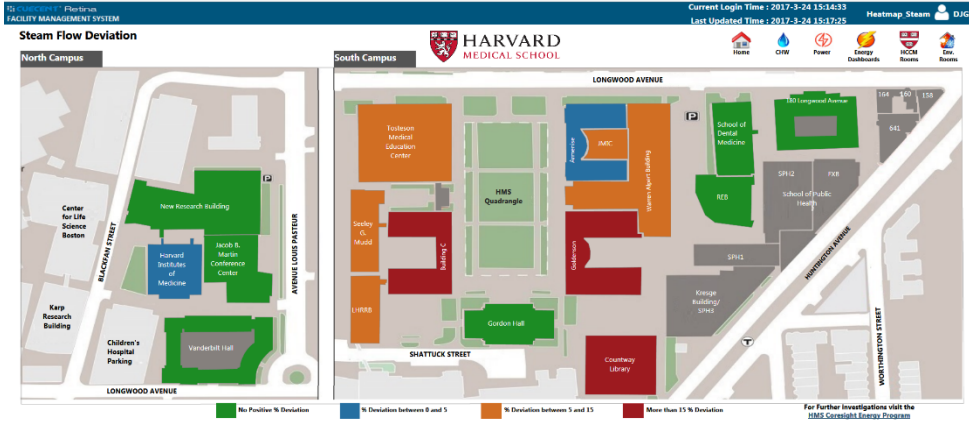 Retina
FACILITY MANAGEMENT SYSTEM
Current Login Time : 2017-3-24 15:14:33
Last Updated Time : 2017-3-24 15:17:25
Heatmap_Steam
DJG
Steam Flow Deviation
HARVARD
MEDICAL SCHOOL
Home
CHW
Power
Energy
Dashboards
HCCM
Rooms
Env.
Rooms
North Campus
South Campus
LONGWOOD AVENUE
P
New Research Building
Center
for Life
Science
Boston
BLACKFAN STREET
Harvard
Institutes
of
Medicine
Jacob B.
Martin
Conference
Center
AVENUE LOUIS PASTEUR
Karp
Research
Building
Children's
Hospital
Parking
Vanderbilt Hall
LONGWOOD AVENUE
Tosteson
Medical
Education
Center
Seeley
G.
Mudd
Building C
LHRRB
HMS
Quadrangle
Gordon Hall
SHATTUCK STREET
Armenise
JMIC
Warren Alpert Building
Goldenson
Countway
Library
P
School of
Dental
Medicine
REB
180 Longwood Avenue
164
160
158
641
SPH2
FXB
School of Public
Health
SPH1
Kresge
Building/
SPH3
HUNTINGTON AVENUE
T
WORTHINGTON STREET
No Positive % Deviation
% Deviation between 0 and 5
% Deviation between 5 and 15
More than 15 % Deviation
For Further Investigations visit the
HMS Coresight Energy Program